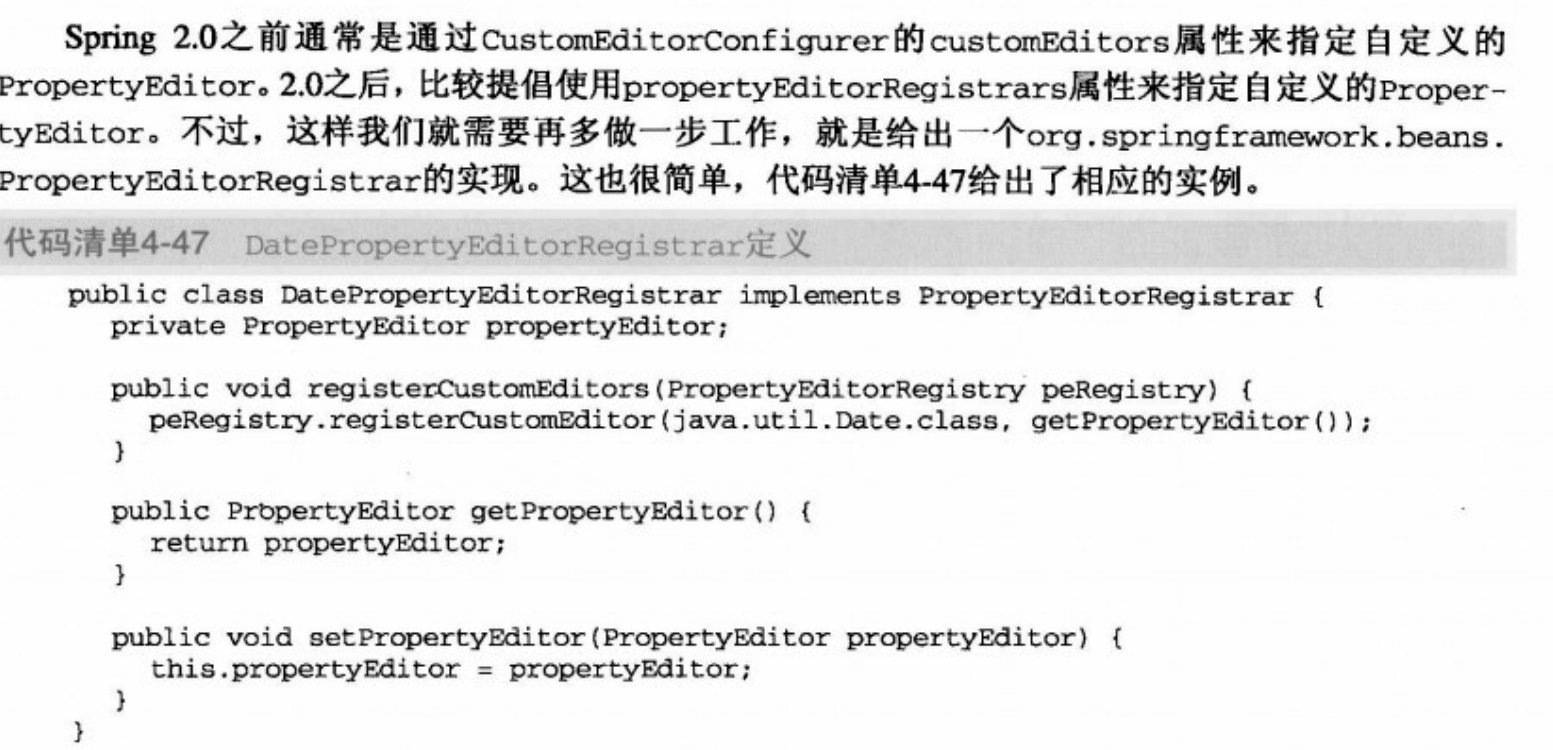 Spring 2.0之前通常是通过CustomEditorConfigurer的customEditors属性来指定自定义的
PropertyEditor。2.0之后，比较提倡使用propertyEditorRegistrars属性来指定自定义的Proper-
tyEditor。不过，这样我们就需要再多做一步工作，就是给出一个org.springframework.beans.
PropertyEditorRegistrar的实现。这也很简单，代码清单4-47给出了相应的实例。
代码清单4-47 DatePropertyEditorRegistrar定义
public class DatePropertyEditorRegistrar implements PropertyEditorRegistrar {
private PropertyEditor propertyEditor;
public void registerCustomEditors(PropertyEditorRegistry peRegistry) {
peRegistry.registerCustomEditor(java.util.Date.class, getPropertyEditor());
}
public PropertyEditor getPropertyEditor() {
return propertyEditor;
}
public void setPropertyEditor(PropertyEditor propertyEditor) {
this.propertyEditor = propertyEditor;
}
}